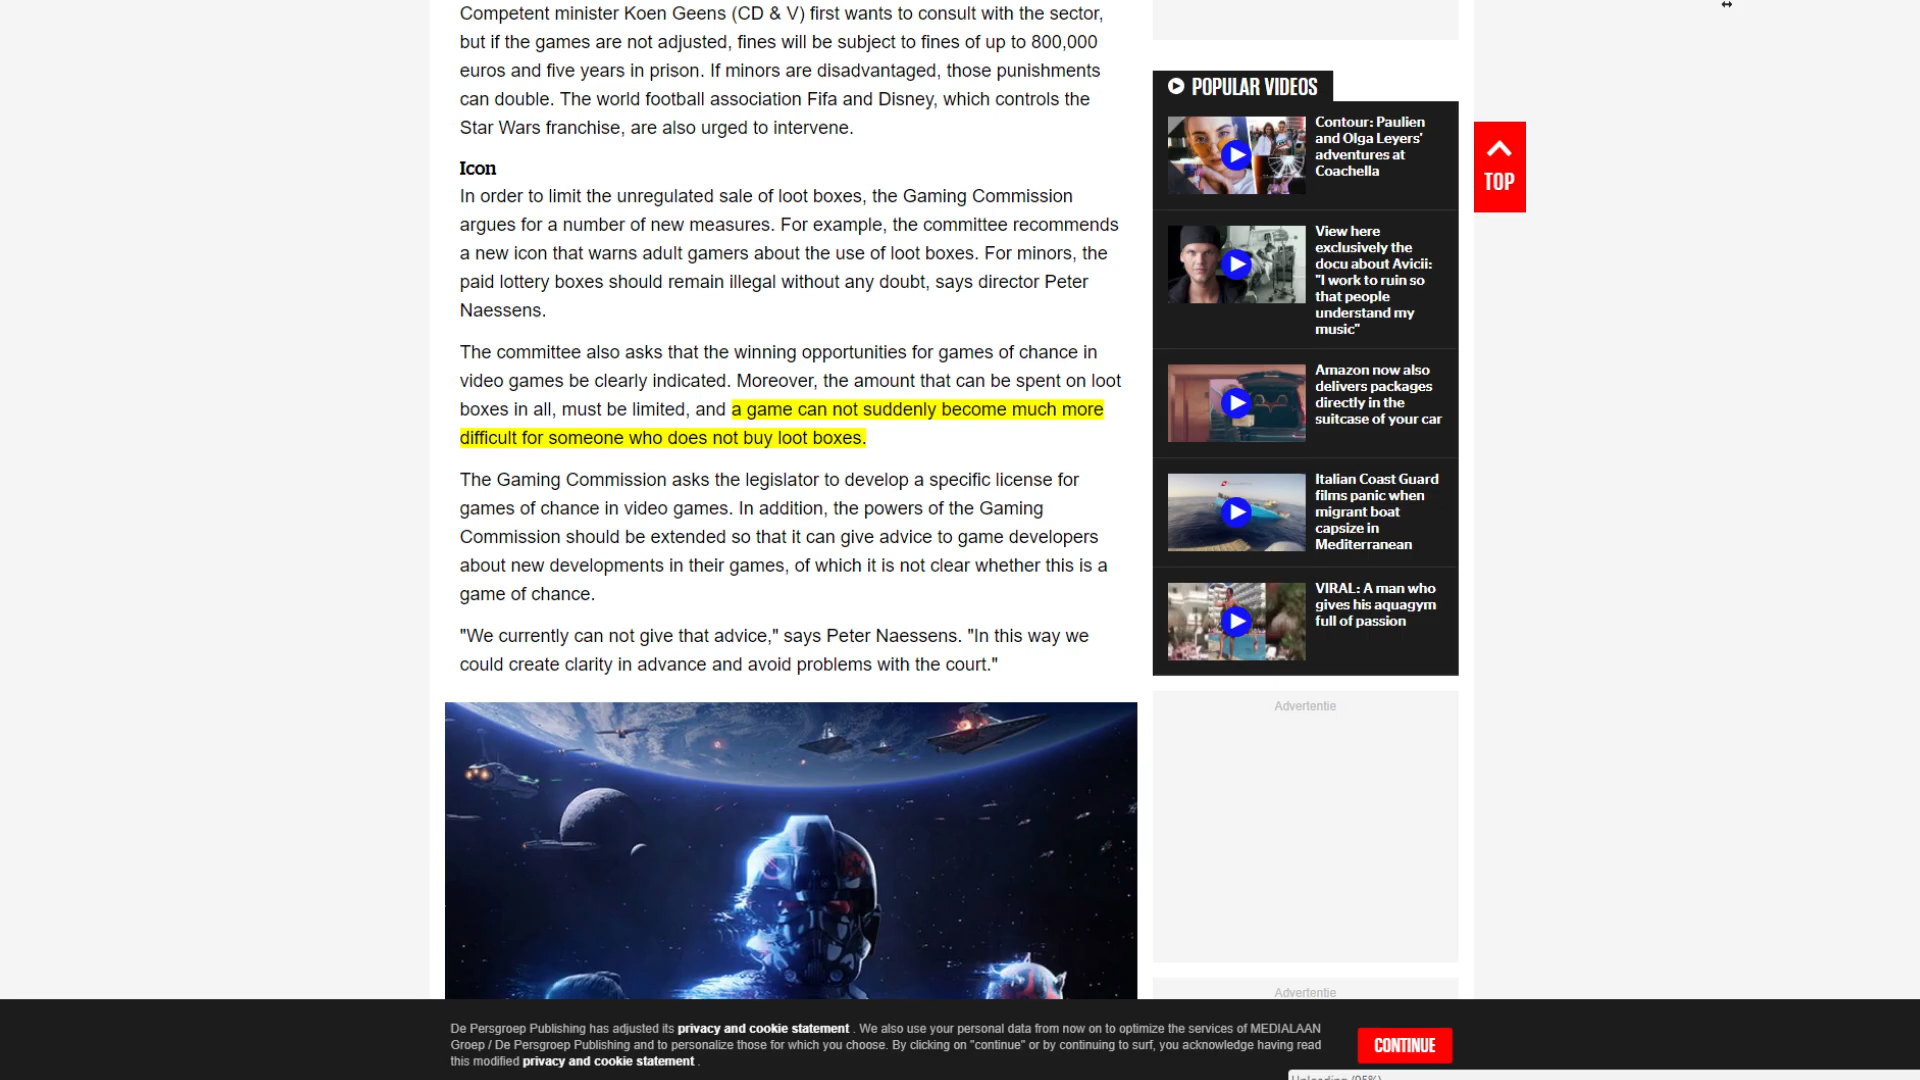 Competent minister Koen Geens (CD & V) first wants to consult with the sector,
but if the games are not adjusted, fines will be subject to fines of up to 800,000
euros and five years in prison. If minors are disadvantaged, those punishments
can double. The world football association Fifa and Disney, which controls the
Star Wars franchise, are also urged to intervene.
Icon
In order to limit the unregulated sale of loot boxes, the Gaming Commission
argues for a number of new measures. For example, the committee recommends
a new icon that warns adult gamers about the use of loot boxes. For minors, the
paid lottery boxes should remain illegal without any doubt, says director Peter
Naessens.
The committee also asks that the winning opportunities for games of chance in
video games be clearly indicated. Moreover, the amount that can be spent on loot
boxes in all, must be limited, and a game can not suddenly become much more
difficult for someone who does not buy loot boxes.
The Gaming Commission asks the legislator to develop a specific license for
games of chance in video games. In addition, the powers of the Gaming
Commission should be extended so that it can give advice to game developers
about new developments in their games, of which it is not clear whether this is a
game of chance.
"We currently can not give that advice," says Peter Naessens. "In this way we
could create clarity in advance and avoid problems with the court."
POPULAR VIDEOS
Contour: Paulien
and Olga Leyers'
adventures at
Coachella
View here
exclusively the
docu about Avicii:
"I work to ruin so
that people
understand my
music"
Amazon now also
delivers packages
directly in the
suitcase of your car
Italian Coast Guard
films panic when
migrant boat
capsize in
Mediterranean
VIRAL: A man who
gives his aquagym
full of passion
Advertentie
Advertentie
TOP
De Persgroep Publishing has adjusted its privacy and cookie statement . We also use your personal data from now on to optimize the services of MEDIALAAN
Groep / De Persgroep Publishing and to personalize those for which you choose. By clicking on "continue" or by continuing to surf, you acknowledge having read
this modified privacy and cookie statement .
CONTINUE
Uploading (95%)